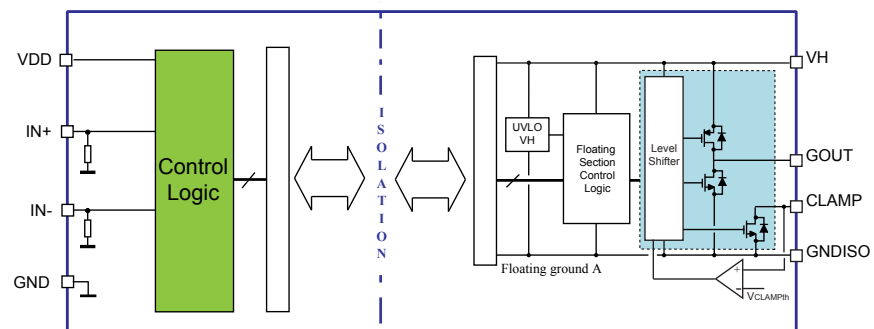 VDD
IN+
IN-
GND
Control
Logic
ISOLATION
UVLO
VH
Floating
Section
Control
Logic
Level
Shifter
Floating ground A
+
-
VCLAMPth
VH
GOUT
CLAMP
GNDISO